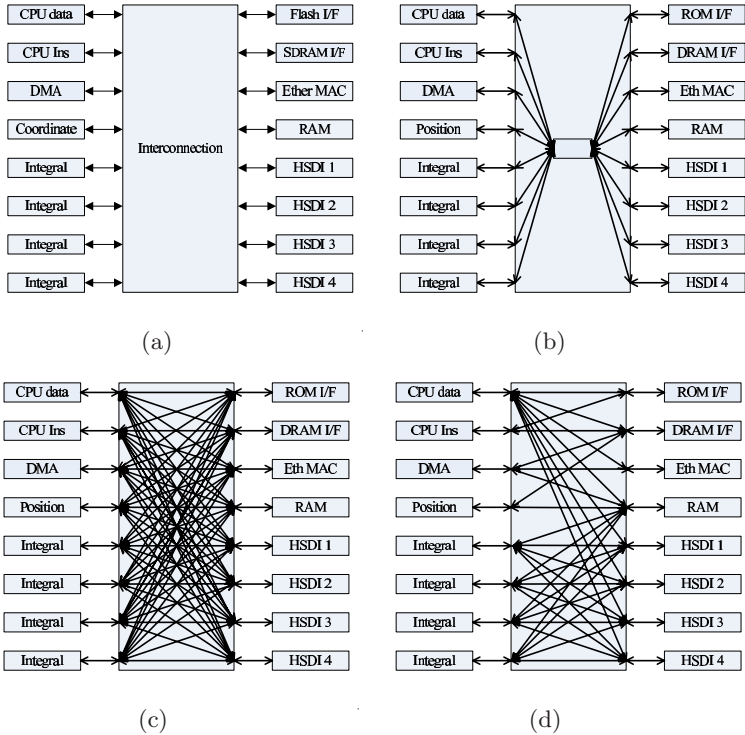 CPU data
Flash I/F
CPU Ins
SDRAM I/F
DMA
Ether MAC
Coordinate
RAM
Interconnection
Integral
HSDI 1
Integral
HSDI 2
Integral
HSDI 3
Integral
HSDI 4
(a)
CPU data
ROM I/F
CPU Ins
DRAM I/F
DMA
Eth MAC
Position
RAM
Integral
HSDI 1
Integral
HSDI 2
Integral
HSDI 3
Integral
HSDI 4
(b)
CPU data
ROM I/F
CPU Ins
DRAM I/F
DMA
Eth MAC
Position
RAM
Integral
HSDI 1
Integral
HSDI 2
Integral
HSDI 3
Integral
HSDI 4
(c)
CPU data
ROM I/F
CPU Ins
DRAM I/F
DMA
Eth MAC
Position
RAM
Integral
HSDI 1
Integral
HSDI 2
Integral
HSDI 3
Integral
HSDI 4
(d)